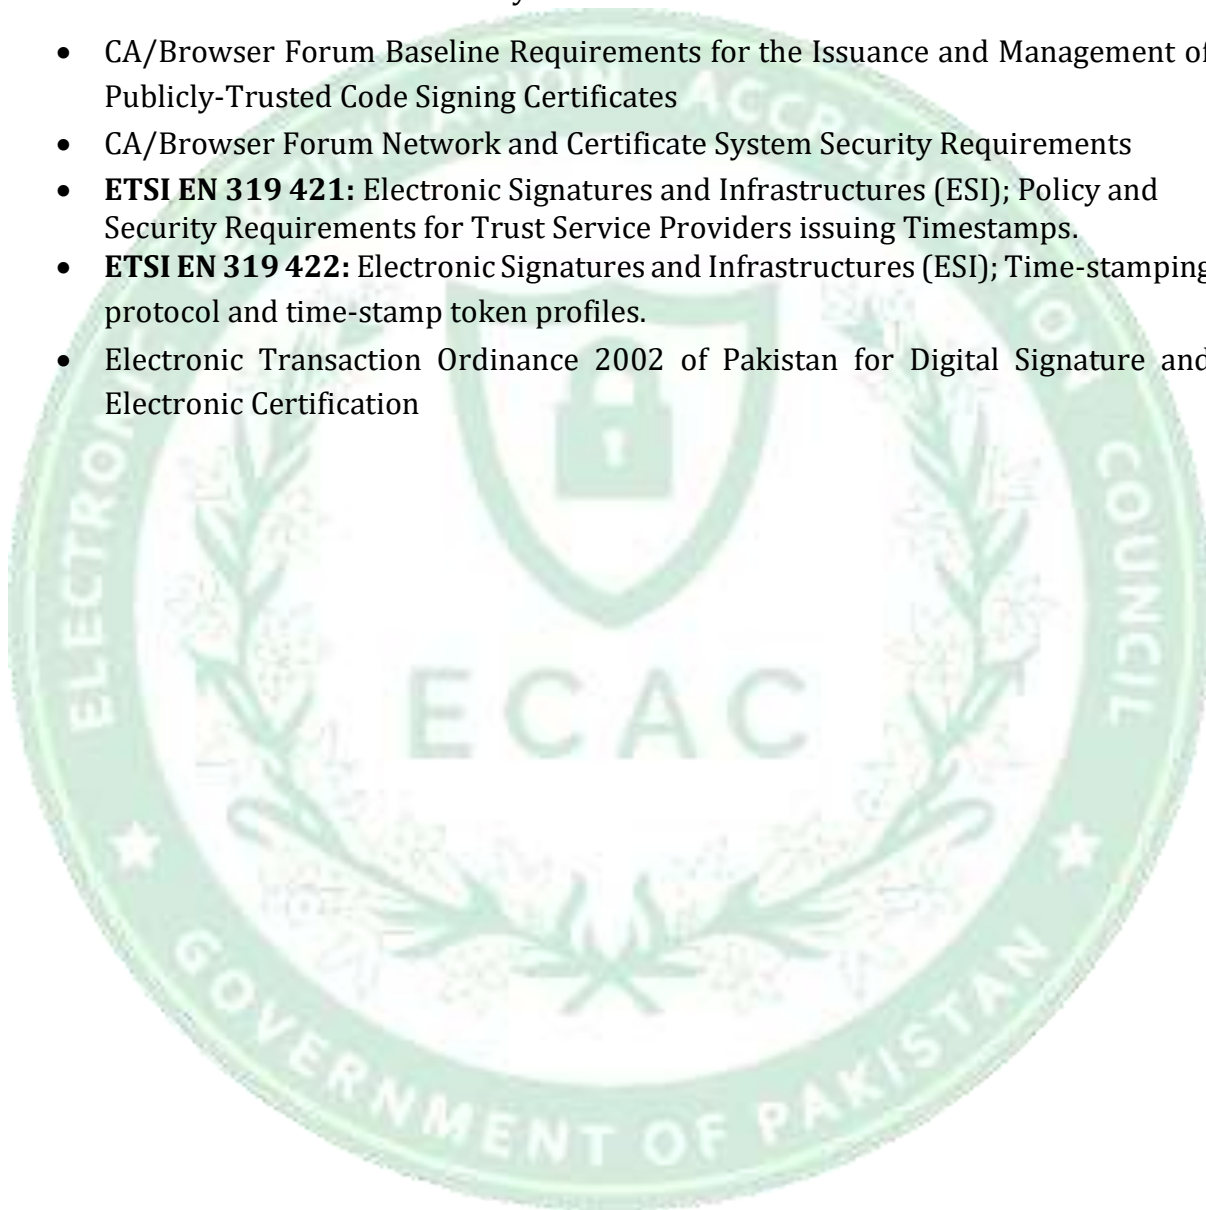 • CA/Browser Forum Baseline Requirements for the Issuance and Management of
Publicly-Trusted Code Signing Certificates
• CA/Browser Forum Network and Certificate System Security Requirements
• ETSI EN 319 421: Electronic Signatures and Infrastructures (ESI); Policy and
Security Requirements for Trust Service Providers issuing Timestamps.
• ETSI EN 319 422: Electronic Signatures and Infrastructures (ESI); Time-stamping
protocol and time-stamp token profiles.
• Electronic Transaction Ordinance 2002 of Pakistan for Digital Signature and
Electronic Certification
ECAC
COUNCIL
GOVERNMENT OF PAKISTAN